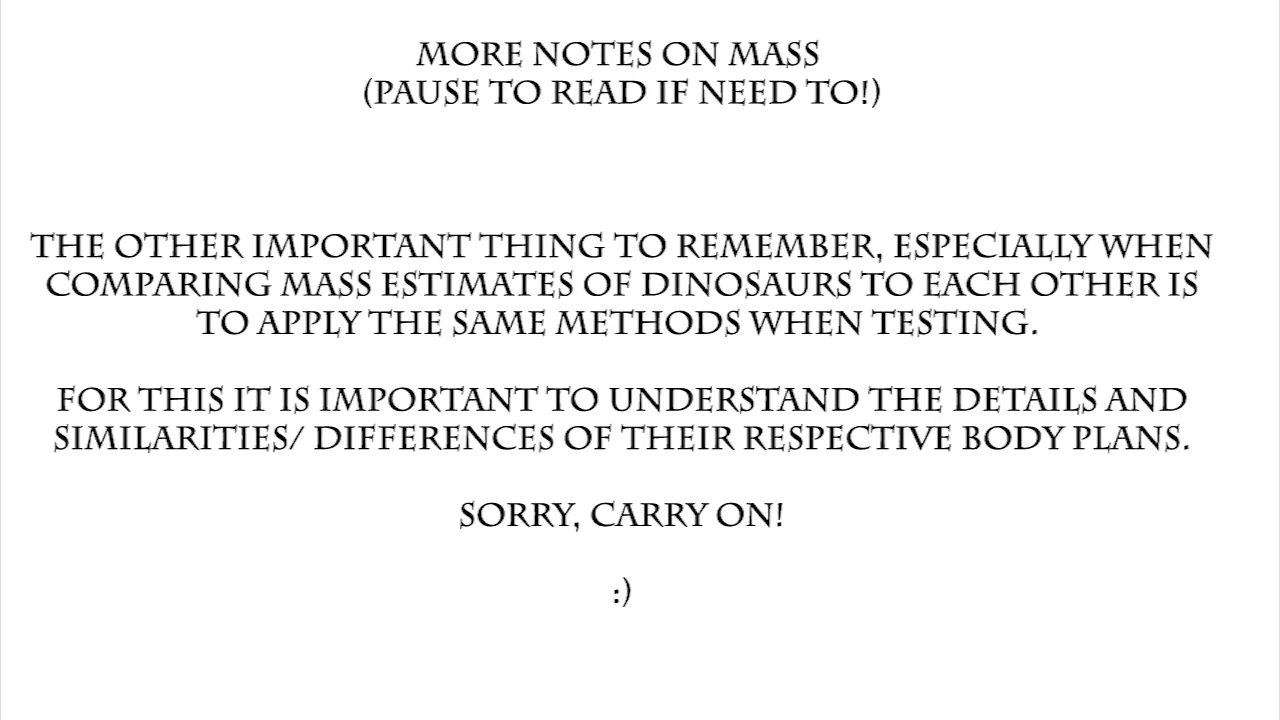 MORE NOTES ON MASS
(PAUSE TO READ IF NEED TO!)
THE OTHER IMPORTANT THING TO REMEMBER, ESPECIALLY WHEN
COMPARING MASS ESTIMATES OF DINOSAURS TO EACH OTHER IS
TO APPLY THE SAME METHODS WHEN TESTING.
FOR THIS IT IS IMPORTANT TO UNDERSTAND THE DETAILS AND
SIMILARITIES/ DIFFERENCES OF THEIR RESPECTIVE BODY PLANS.
SORRY, CARRY ON!
:)